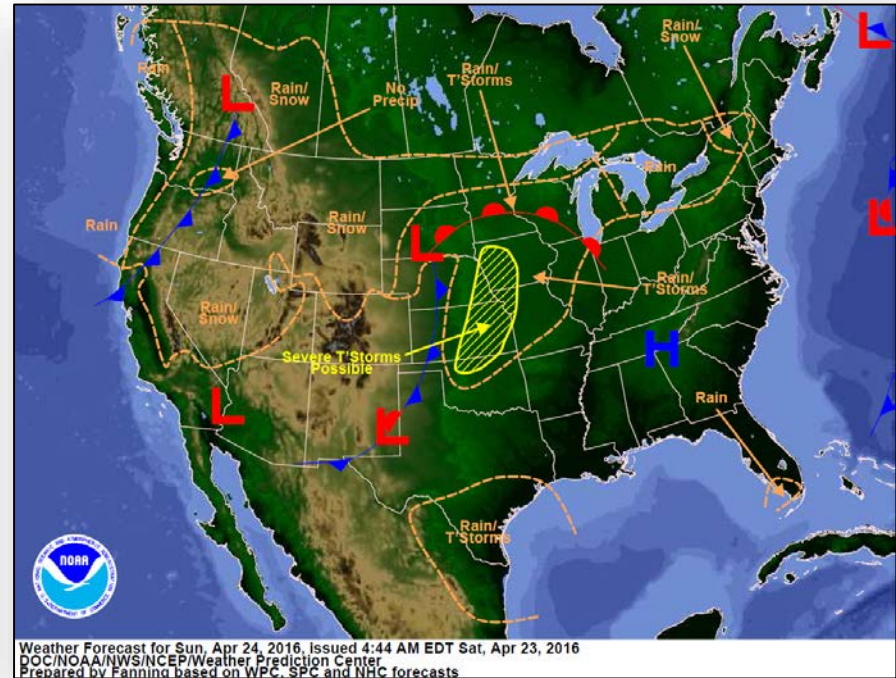 Rain
Rain/
Snow
No
Precip
Rain/
T'Storms
Rain/
Snow
L
L
Rain
Rain
Rain/
Snow
L
L
Rain/
T'Storms
Rain/
Snow
Severe T'Storms
Possible
H
L
L
Rain
Rain/
T'Storms
NOAA
Weather Forecast for Sun, Apr 24, 2016, issued 4:44 AM EDT Sat, Apr 23, 2016
DOC/NOAA/NWS/NCEP/Weather Prediction Center
Prepared by Fanning based on WPC, SPC and NHC forecasts